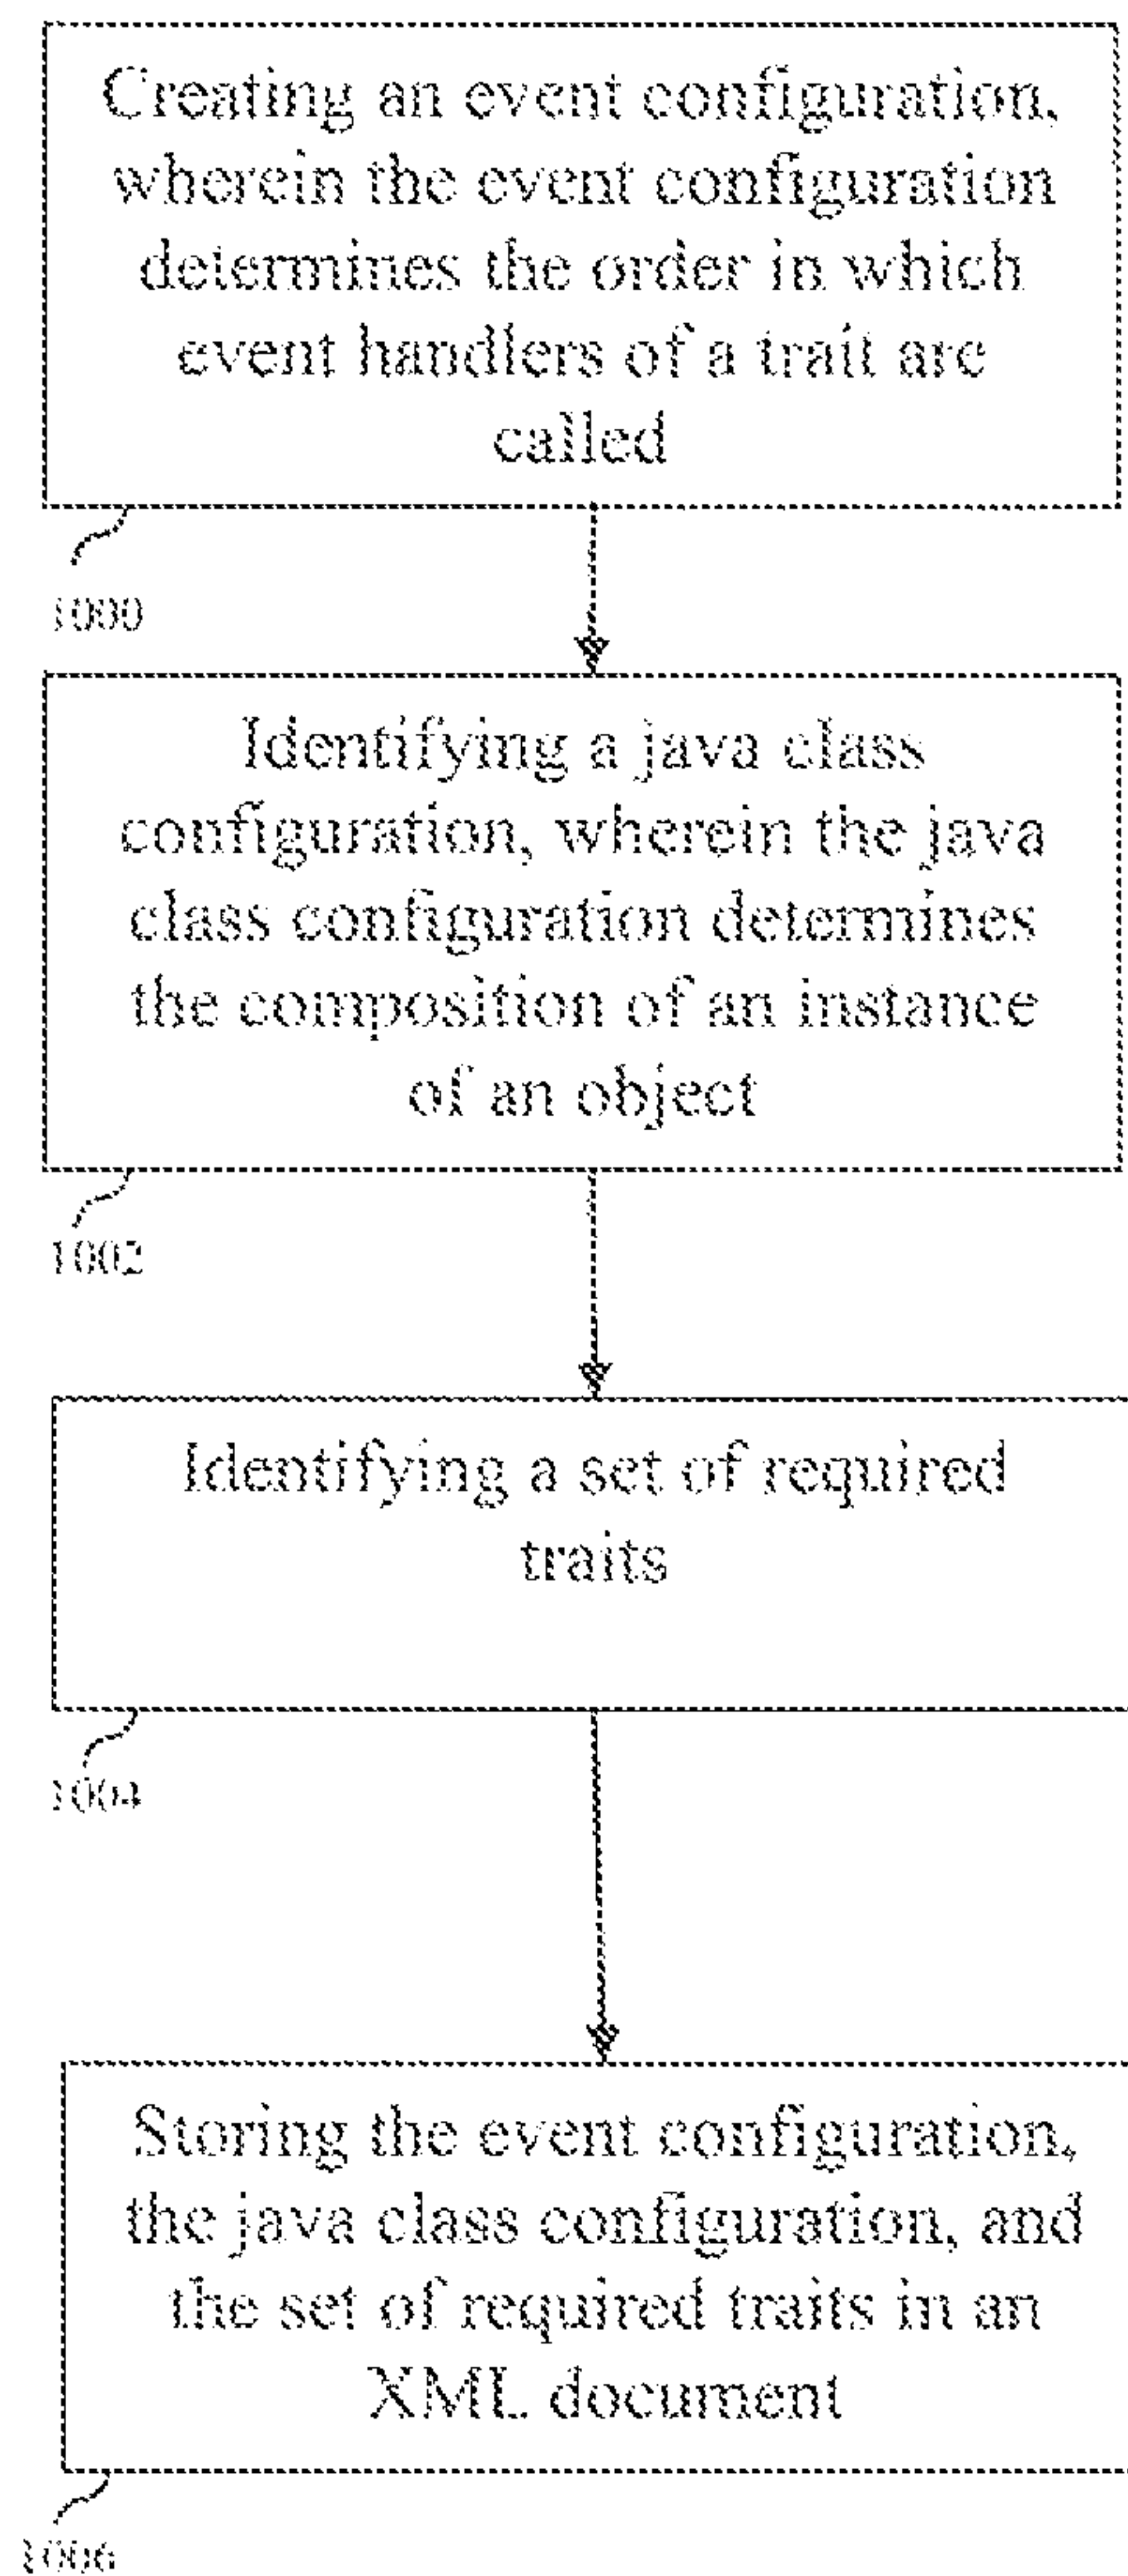 Creating an event configuration,
wherein the event configuration
determines the order in which
event handlers of a trait are
called
1000
Identifying a java class
configuration, wherein the java
class configuration determines
the composition of an instance
of an object
1002
Identifying a set of required
traits
1004
Storing the event configuration,
the java class configuration, and
the set of required traits in an
XML document
1006